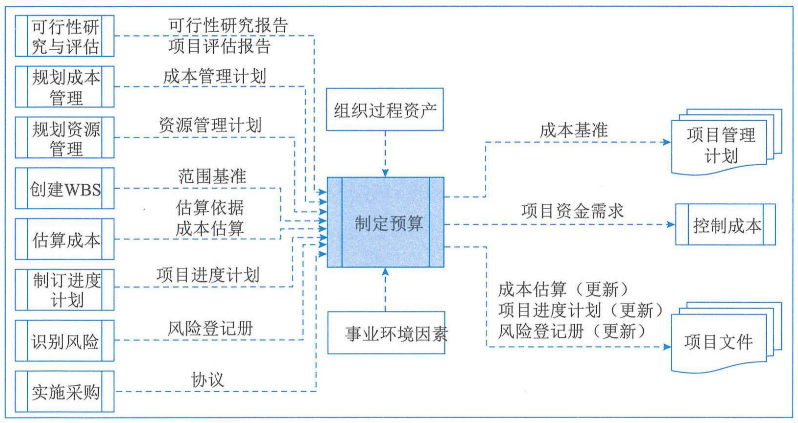 可行性研
究与评估
可行性研究报告
项目评估报告
规划成本
管理
成本管理计划
规划资源
管理
资源管理计划
创建WBS
范围基准
估算成本
估算依据
成本估算
制订进度
计划
项目进度计划
识别风险
风险登记册
实施采购
协议
组织过程资产
制定预算
事业环境因素
成本基准
项目管理
计划
项目资金需求
控制成本
成本估算（更新）
项目进度计划（更新）
风险登记册（更新）
项目文件